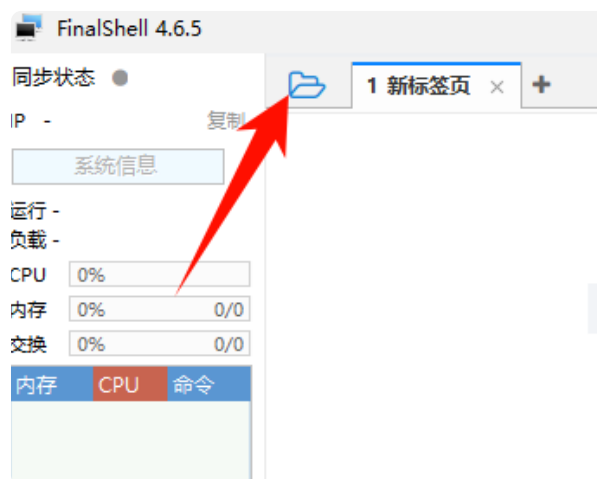 FinalShell 4.6.5
同步状态
1 新标签页
IP - 复制
系统信息
运行 -
负载 -
CPU 0%
内存 0% 0/0
交换 0% 0/0
内存 CPU 命令